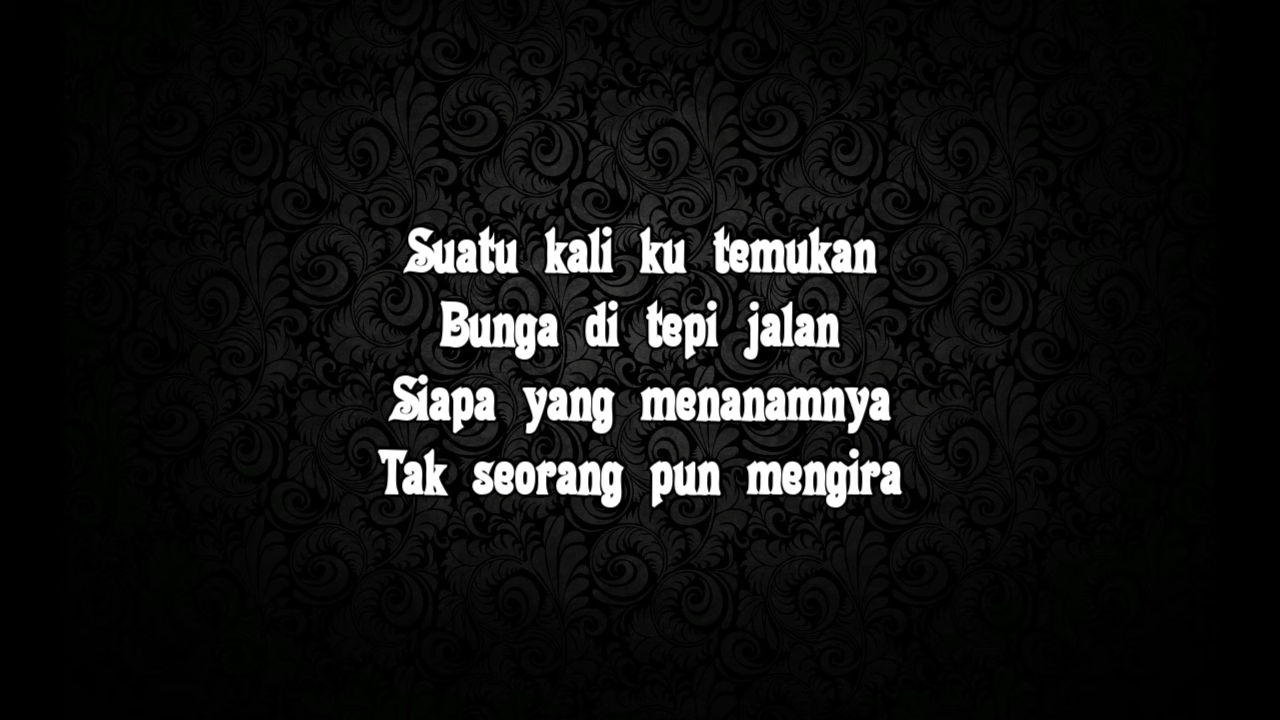 Suatu kali ku temukan
Bunga di tepi jalan
Siapa yang menanamnya
Tak seorang pun mengira